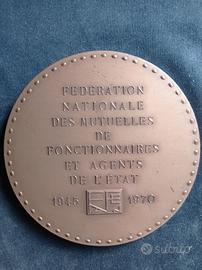 FEDERATION
NATIONALE
DES MUTUELLES
DE
FONCTIONNAIRES
ET AGENTS
DE L'ETAT
1945 1970
subito